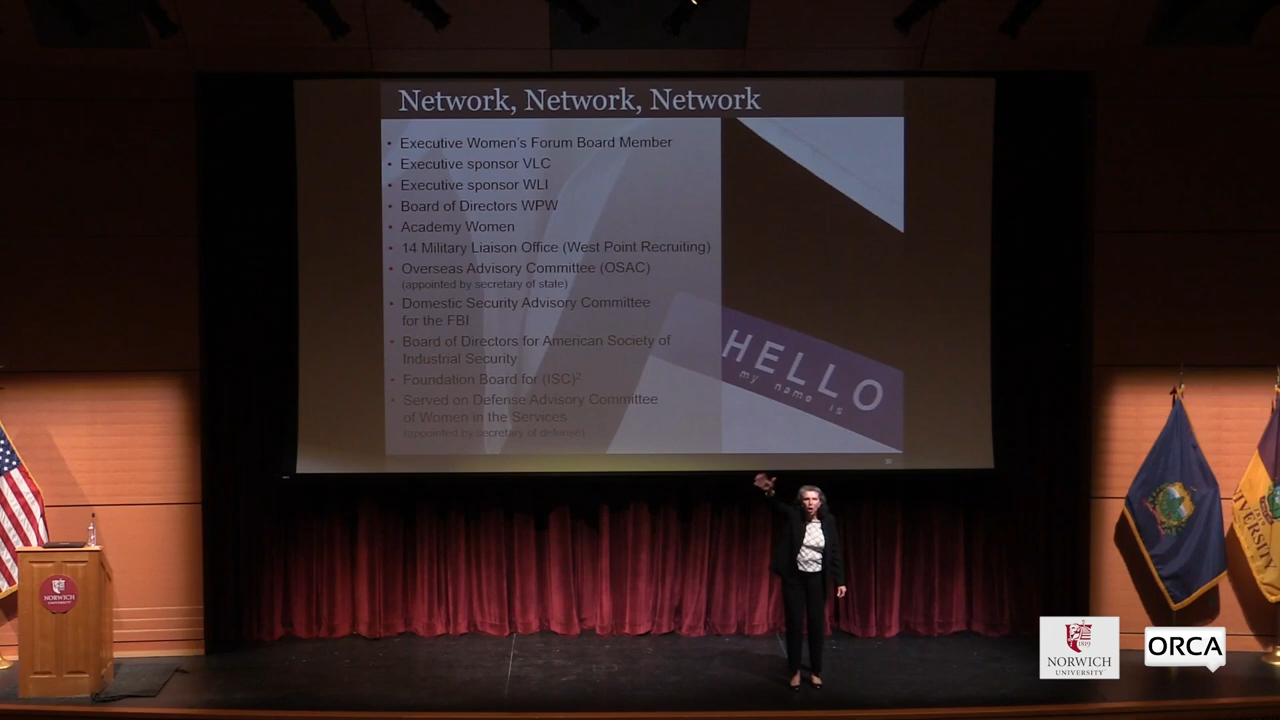 Network, Network, Network
• Executive Women's Forum Board Member
• Executive sponsor VLC
• Executive sponsor WLI
• Board of Directors WPW
• Academy Women
• 14 Military Liaison Office (West Point Recruiting)
• Overseas Advisory Committee (OSAC)
(appointed by secretary of state)
• Domestic Security Advisory Committee
for the FBI
• Board of Directors for American Society of
Industrial Security
• Foundation Board for (ISC)²
• Served on Defense Advisory Committee
of Women in the Services
(appointed by secretary of defense)
HELLO
my name is
NORWICH
UNIVERSITY
1819
NORWICH
UNIVERSITY
ORCA